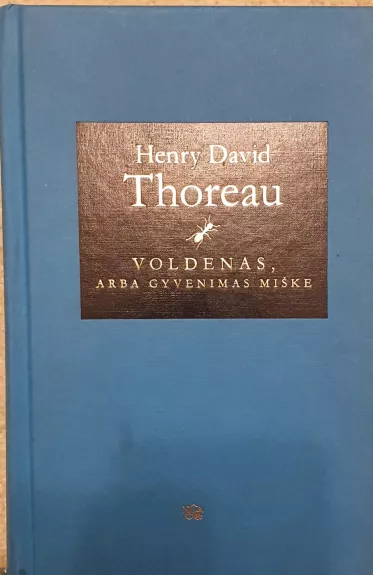 Henry David
Thoreau
VOLDENAS,
ARBA GYVENIMAS MIŠKE